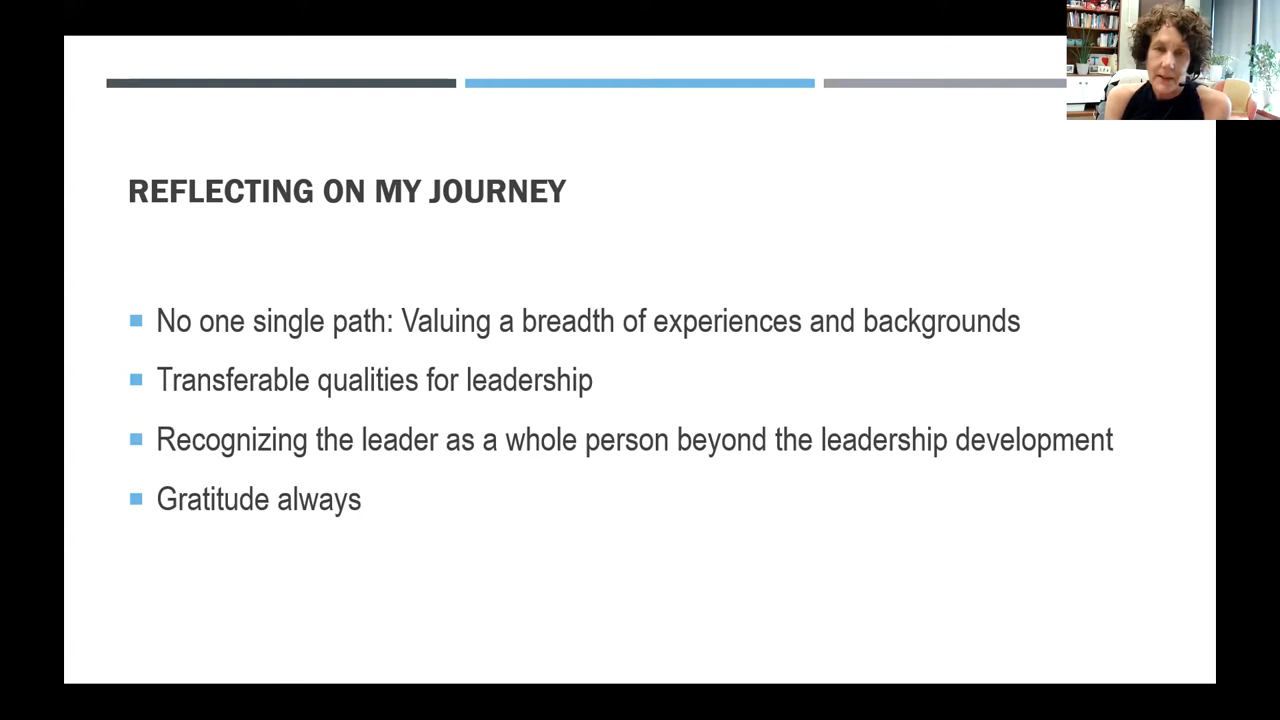 REFLECTING ON MY JOURNEY
No one single path: Valuing a breadth of experiences and backgrounds
Transferable qualities for leadership
Recognizing the leader as a whole person beyond the leadership development
Gratitude always